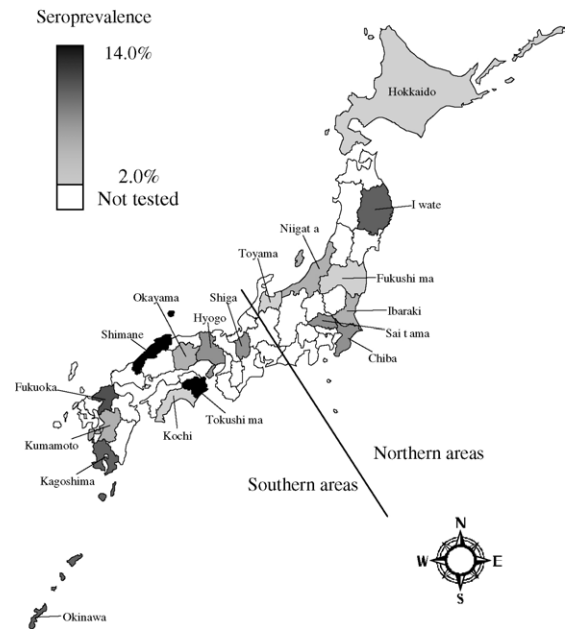 Seroprevalence
14.0%
2.0%
Not tested
Hokkaido
I wate
Niigat a
Toyama
Fukushi ma
Okayama
Shiga
Hyogo
Ibaraki
Sai t ama
Shimane
Chiba
Fukuoka
Tokushi ma
Kochi
Kumamoto
Kagoshima
Northern areas
Southern areas
N
W E
S
Okinawa